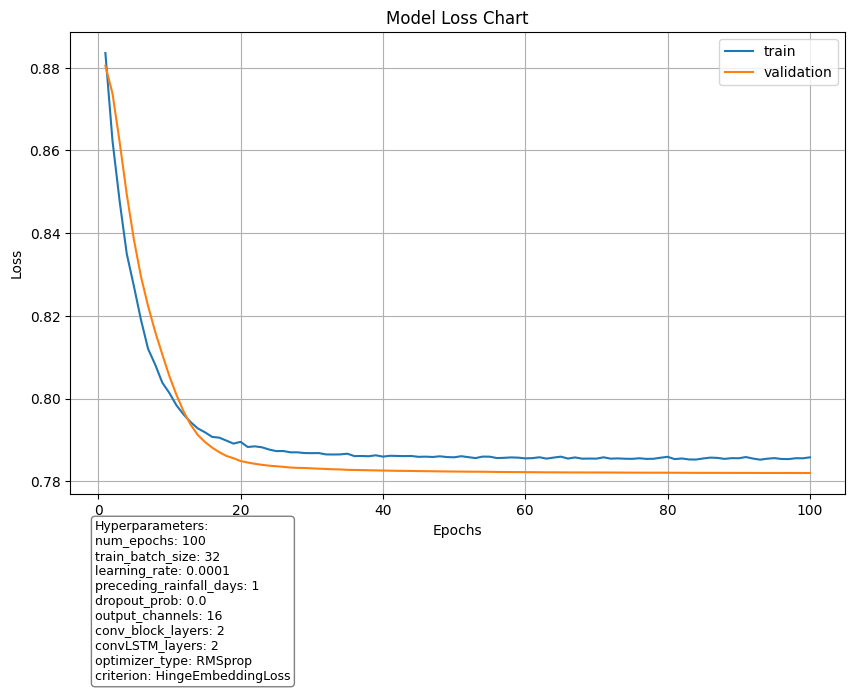 Model Loss Chart
train
validation
0.88
0.86
0.84
0.82
0.80
0.78
Loss
0 20 40 60 80 100
Epochs
Hyperparameters:
num_epochs: 100
train_batch_size: 32
learning_rate: 0.0001
preceding_rainfall_days: 1
dropout_prob: 0.0
output_channels: 16
conv_block_layers: 2
convLSTM_layers: 2
optimizer_type: RMSprop
criterion: HingeEmbeddingLoss